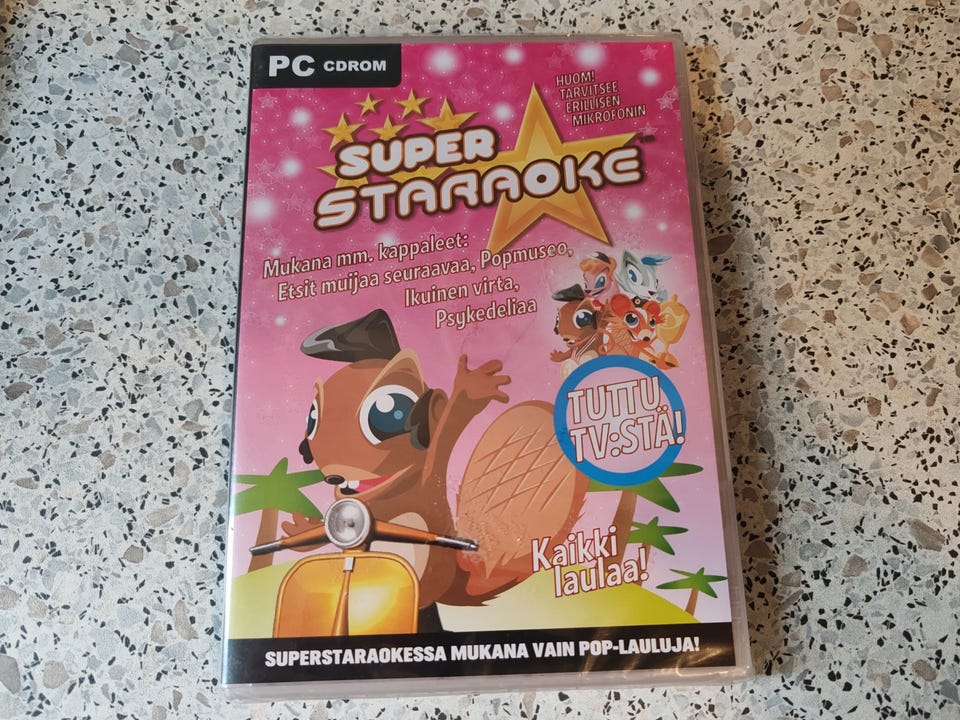 PC CDROM
HUOM!
TARVITSEE
ERILLISEN
MIKROFONIN
SUPER
STARAOKE™
Mukana mm. kappaleet:
Etsit muijaa seuraavaa, Popmuseo,
Ikuinen virta,
Psykedeliaa
TUTTU
TV:STÄ!
Kaikki
laulaa!
SUPERSTARAOKESSA MUKANA VAIN POP-LAULUJA!